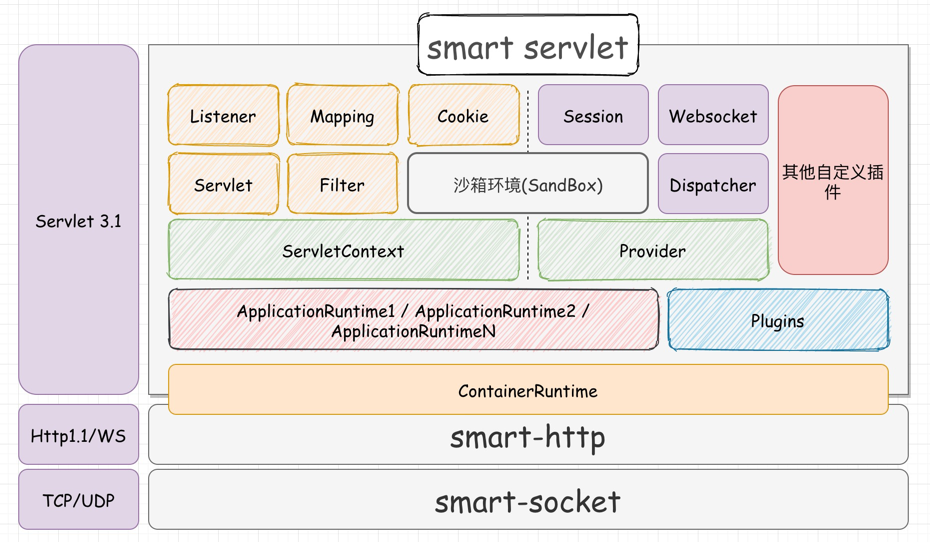 smart servlet
Servlet 3.1
Listener
Mapping
Cookie
Session
Websocket
其他自定义插
件
Servlet
Filter
沙箱环境(SandBox)
Dispatcher
ServletContext
Provider
ApplicationRuntime1 / ApplicationRuntime2 /
ApplicationRuntimeN
Plugins
ContainerRuntime
Http1.1/WS
smart-http
TCP/UDP
smart-socket